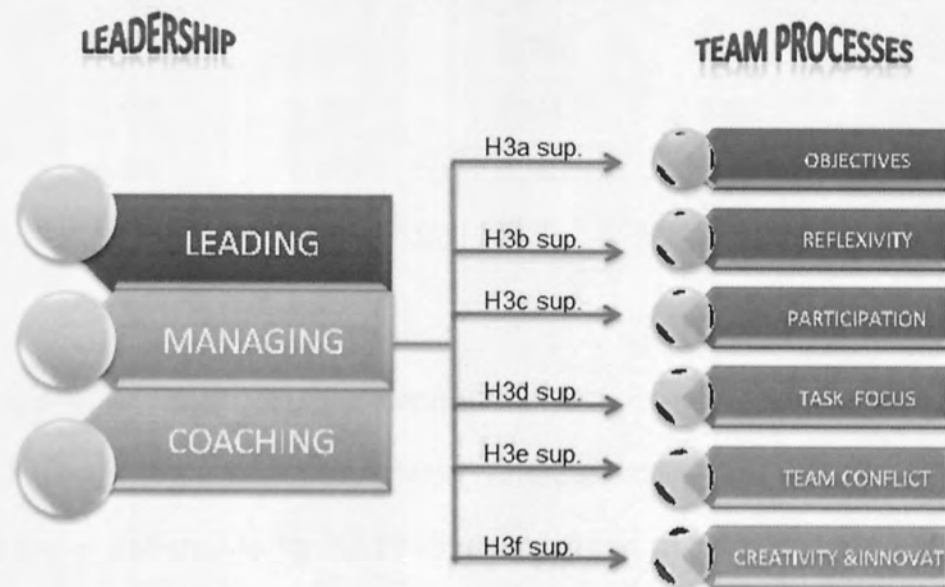 LEADERSHIP
TEAM PROCESSES
LEADING
MANAGING
COACHING
H3a sup.
H3b sup.
H3c sup.
H3d sup.
H3e sup.
H3f sup.
OBJECTIVES
REFLEXIVITY
PARTICIPATION
TASK FOCUS
TEAM CONFLICT
CREATIVITY &INNOVAT